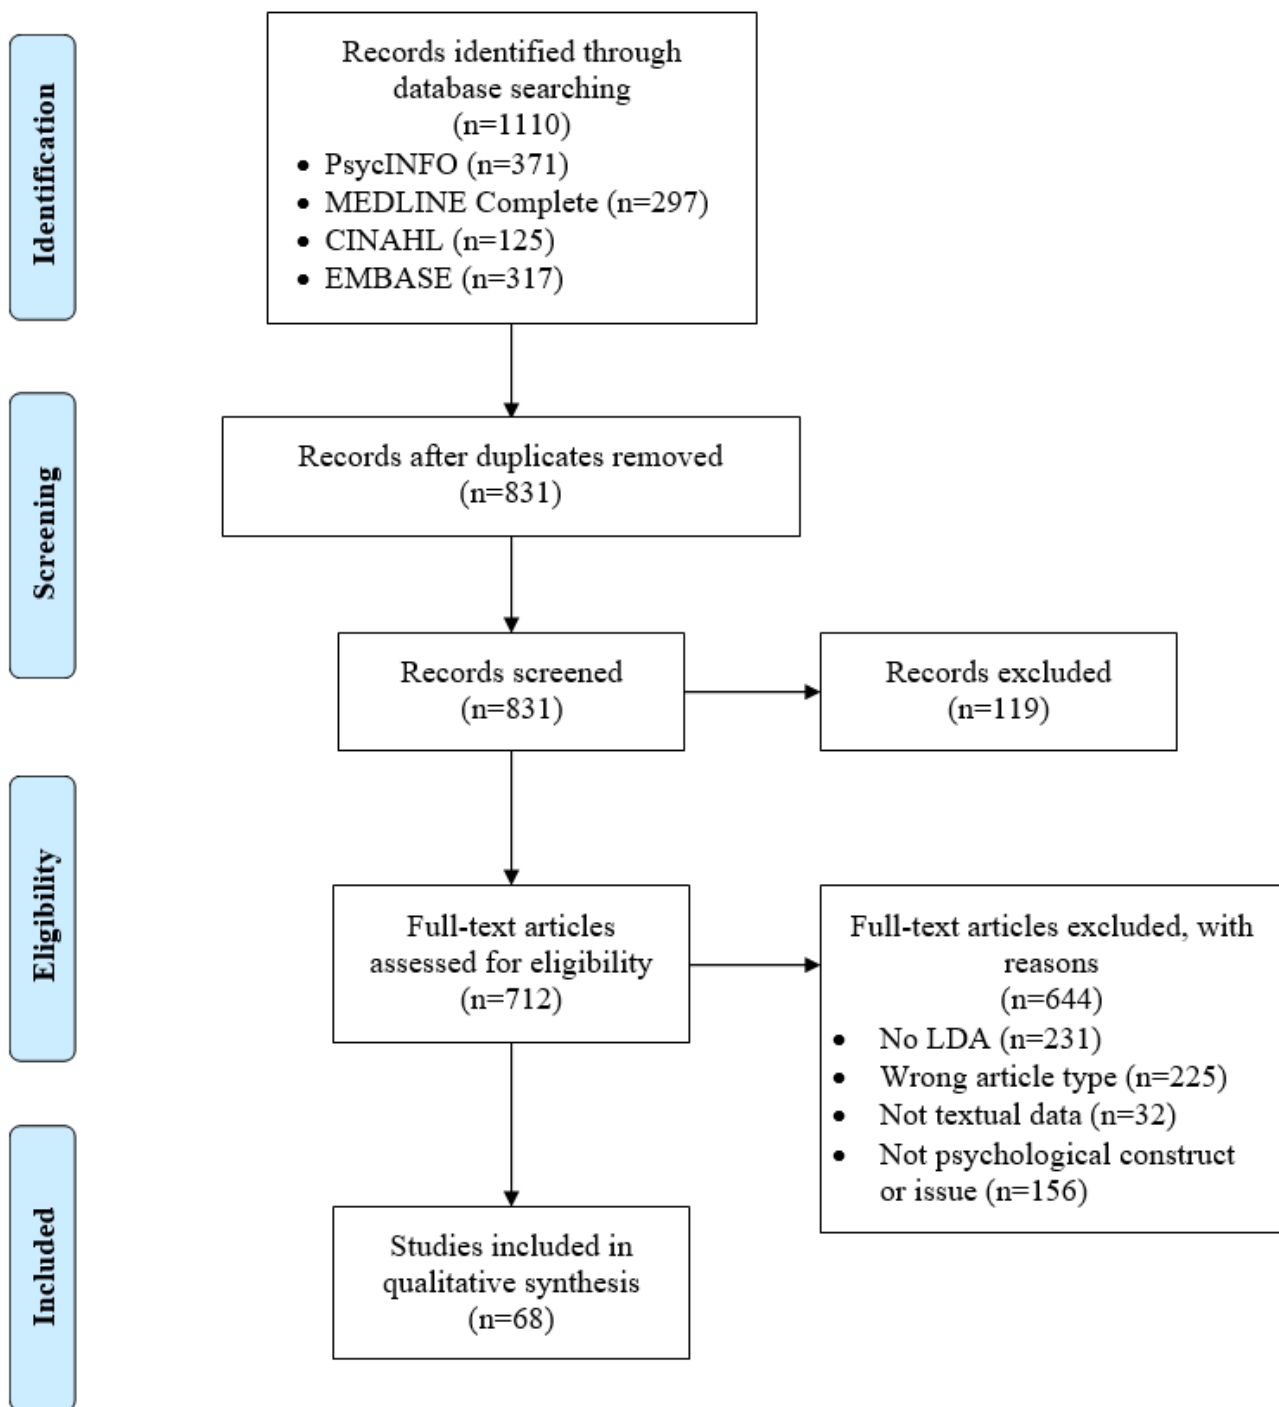 Identification
Records identified through
database searching
(n=1110)
• PsycINFO (n=371)
• MEDLINE Complete (n=297)
• CINAHL (n=125)
• EMBASE (n=317)
Screening
Records after duplicates removed
(n=831)
Records screened
(n=831)
Records excluded
(n=119)
Eligibility
Full-text articles
assessed for eligibility
(n=712)
Full-text articles excluded, with
reasons
(n=644)
• No LDA (n=231)
• Wrong article type (n=225)
• Not textual data (n=32)
• Not psychological construct
or issue (n=156)
Included
Studies included in
qualitative synthesis
(n=68)